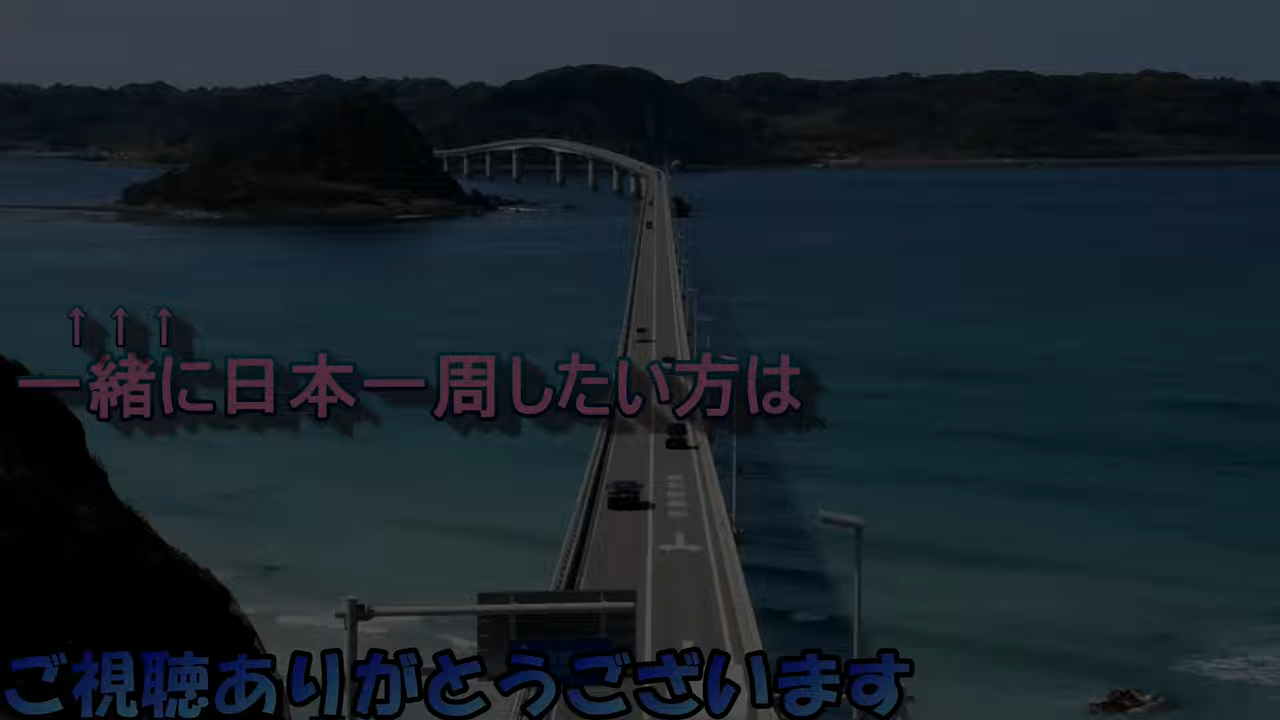 ↑↑↑
一緒に日本一周したい方は
ご視聴ありがとうございます